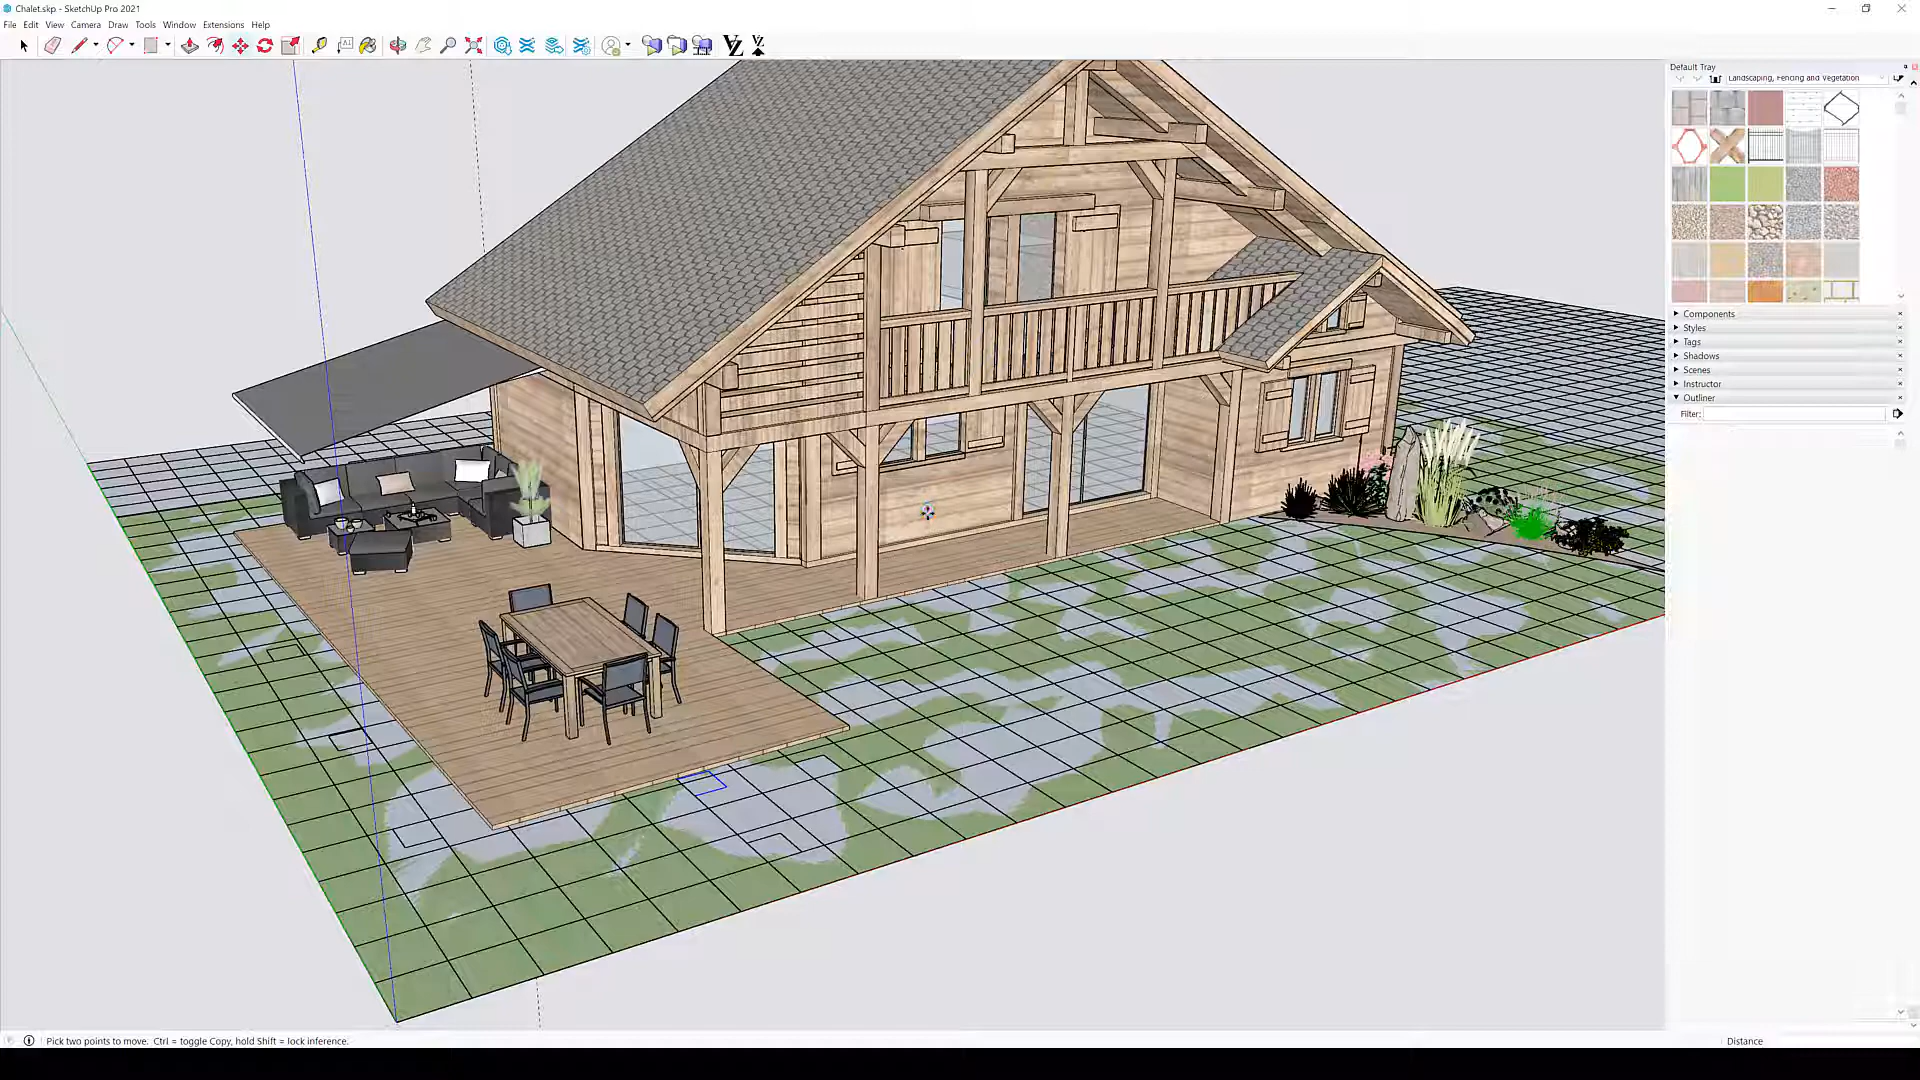 Chalet.skp - SketchUp Pro 2021
File Edit View Camera Draw Tools Window Extensions Help
Default Tray
Landscaping, Fencing and Vegetation
Components
Styles
Tags
Shadows
Scenes
Instructor
Outliner
Filter:
Pick two points to move. Ctrl = toggle Copy, hold Shift = lock inference.
Distance